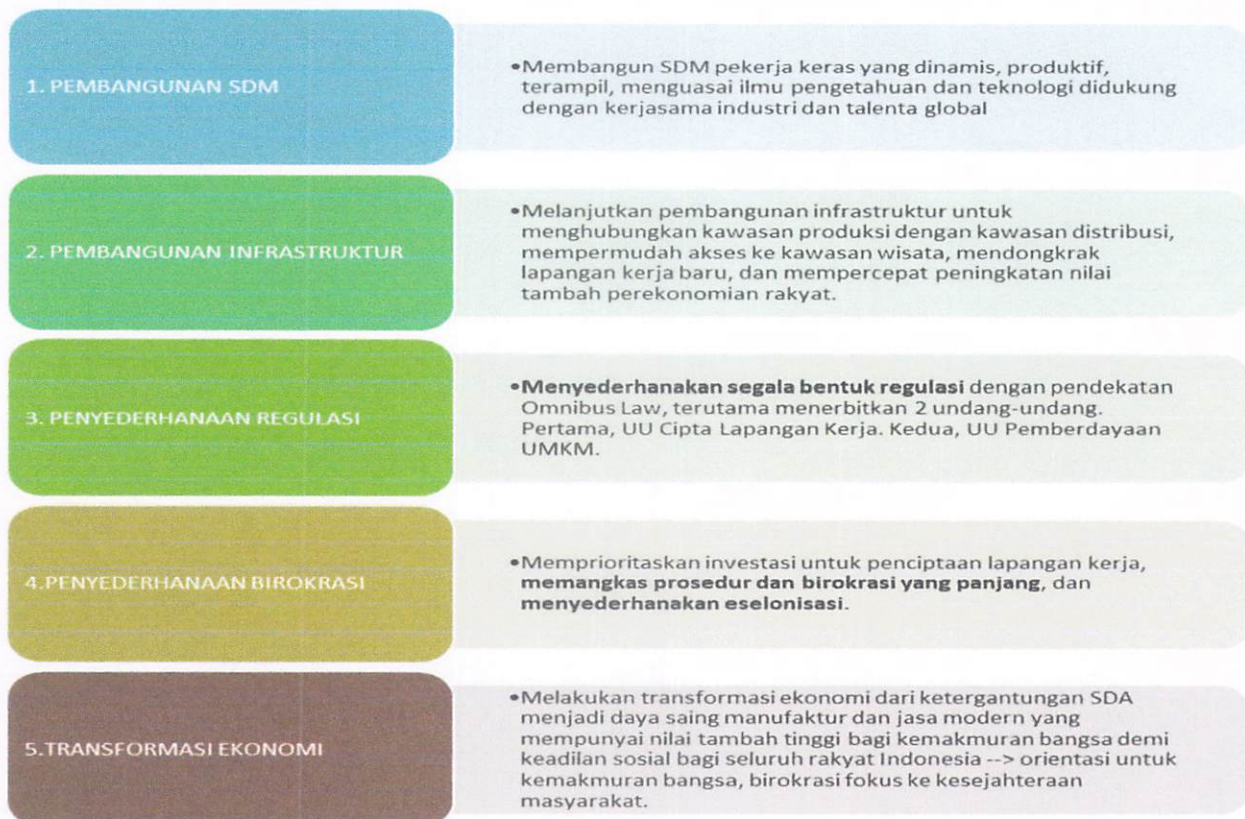 1. PEMBANGUNAN SDM
•Membangun SDM pekerja keras yang dinamis, produktif,
terampil, menguasai ilmu pengetahuan dan teknologi didukung
dengan kerjasama industri dan talenta global
2. PEMBANGUNAN INFRASTRUKTUR
•Melanjutkan pembangunan infrastruktur untuk
menghubungkan kawasan produksi dengan kawasan distribusi,
mempermudah akses ke kawasan wisata, mendongkrak
lapangan kerja baru, dan mempercepat peningkatan nilai
tambah perekonomian rakyat.
3. PENYEDERHANAAN REGULASI
•Menyederhanakan segala bentuk regulasi dengan pendekatan
Omnibus Law, terutama menerbitkan 2 undang-undang.
Pertama, UU Cipta Lapangan Kerja. Kedua, UU Pemberdayaan
UMKM.
4.PENYEDERHANAAN BIROKRASI
•Memprioritaskan investasi untuk penciptaan lapangan kerja,
memangkas prosedur dan birokrasi yang panjang, dan
menyederhanakan eselonisasi.
5.TRANSFORMASI EKONOMI
•Melakukan transformasi ekonomi dari ketergantungan SDA
menjadi daya saing manufaktur dan jasa modern yang
mempunyai nilai tambah tinggi bagi kemakmuran bangsa demi
keadilan sosial bagi seluruh rakyat Indonesia --> orientasi untuk
kemakmuran bangsa, birokrasi fokus ke kesejahteraan
masyarakat.